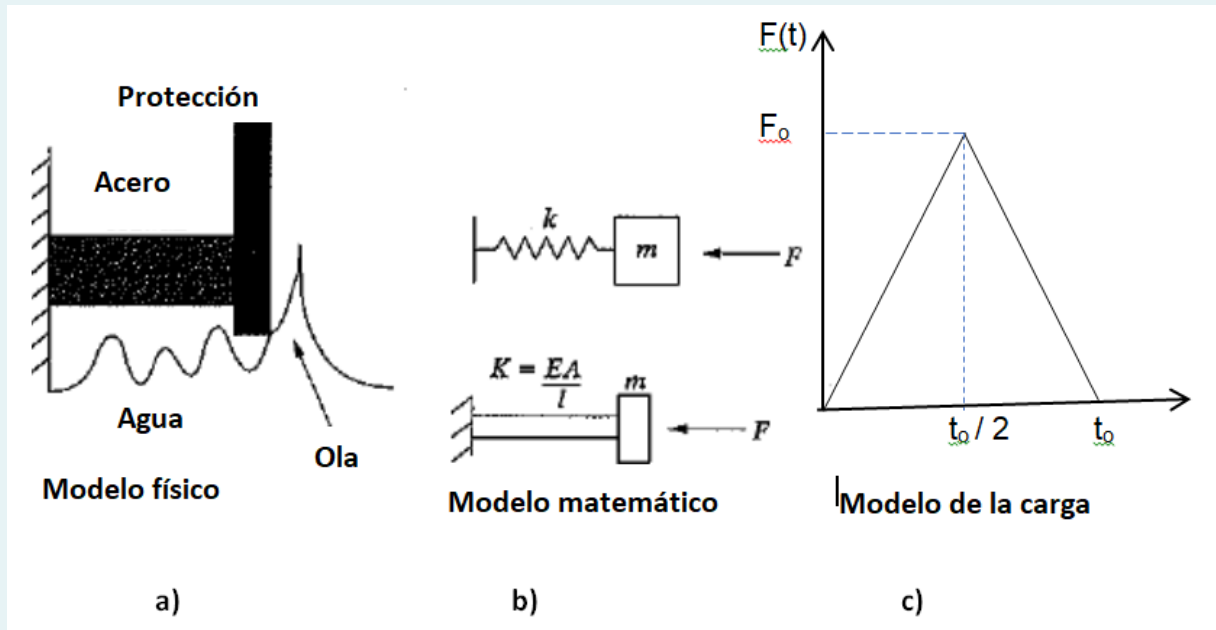 Protección
Acero
Agua
Ola
Modelo físico
a)
k
m
F
K = EA
l
m
F
Modelo matemático
b)
F(t)
Fo
to / 2
to
Modelo de la carga
c)